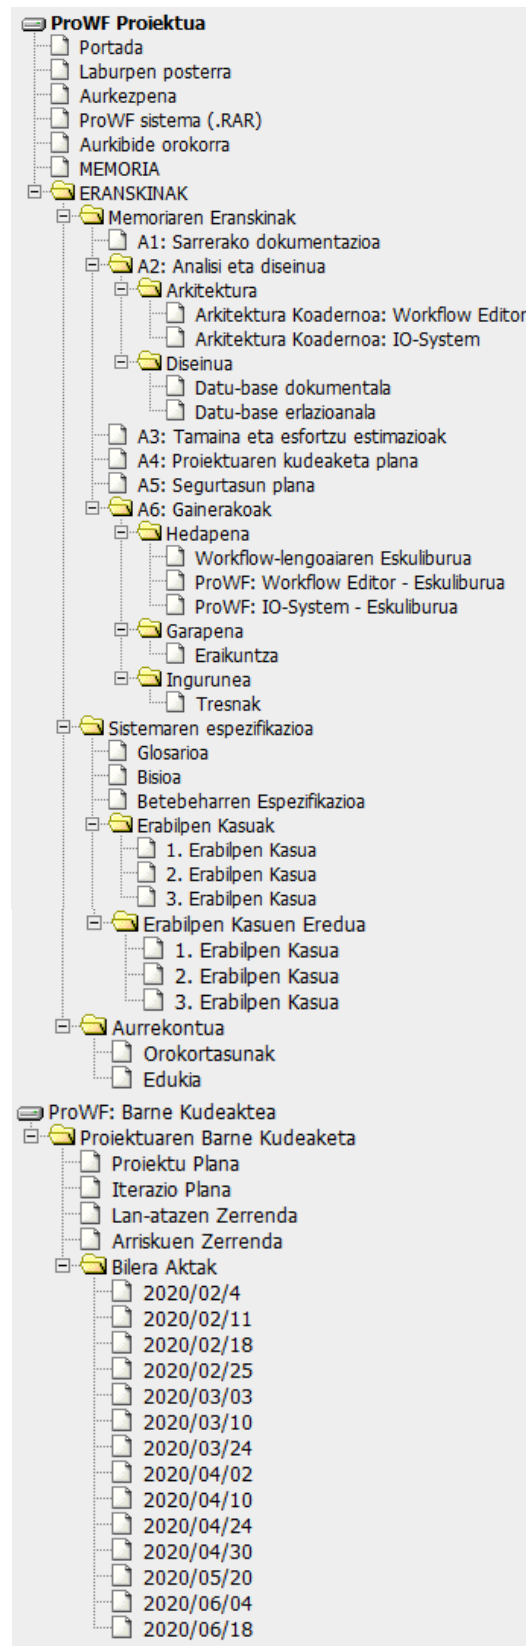 ProWF Proiektua
Portada
Laburpen posterra
Aurkezpena
ProWF sistema (.RAR)
Aurkibide orokorra
MEMORIA
ERANSKINAK
Memoriaren Eranskinak
A1: Sarrerako dokumentazioa
A2: Analisi eta diseinua
Arkitektura
Arkitektura Koadernoa: Workflow Editor
Arkitektura Koadernoa: IO-System
Diseinua
Datu-base dokumentala
Datu-base erlazioanala
A3: Tamaina eta esfortzu estimazioak
A4: Proiektuaren kudeaketa plana
A5: Segurtasun plana
A6: Gainerakoak
Hedapena
Workflow-lengoaiaren Eskuliburua
ProWF: Workflow Editor - Eskuliburua
ProWF: IO-System - Eskuliburua
Garapena
Eraikuntza
Ingurunea
Tresnak
Sistemaren espezifikazioa
Glosarioa
Bisioa
Betebeharren Espezifikazioa
Erabilpen Kasuak
1. Erabilpen Kasua
2. Erabilpen Kasua
3. Erabilpen Kasua
Erabilpen Kasuen Eredua
1. Erabilpen Kasua
2. Erabilpen Kasua
3. Erabilpen Kasua
Aurrekontua
Orokortasunak
Edukia
ProWF: Barne Kudeaktea
Proiektuaren Barne Kudeaketa
Proiektu Plana
Iterazio Plana
Lan-atazen Zerrenda
Arriskuen Zerrenda
Bilera Aktak
2020/02/4
2020/02/11
2020/02/18
2020/02/25
2020/03/03
2020/03/10
2020/03/24
2020/04/02
2020/04/10
2020/04/24
2020/04/30
2020/05/20
2020/06/04
2020/06/18